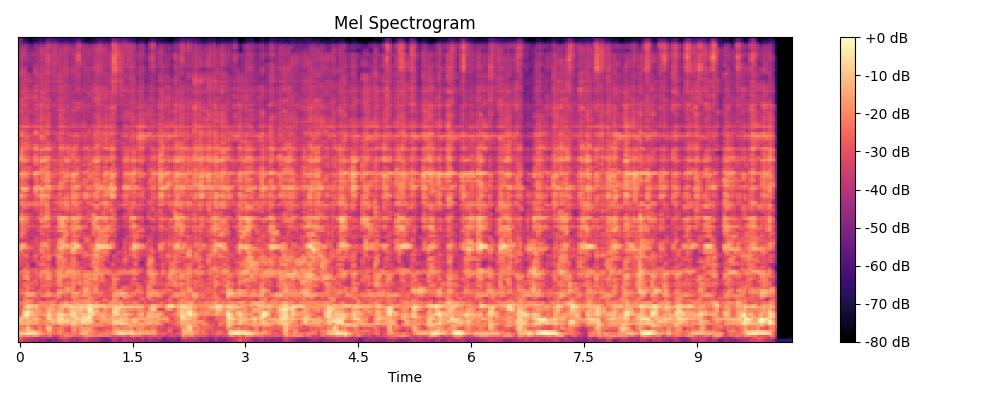 Mel Spectrogram
+0 dB
-10 dB
-20 dB
-30 dB
-40 dB
-50 dB
-60 dB
-70 dB
-80 dB
0 1.5 3 4.5 6 7.5 9
Time